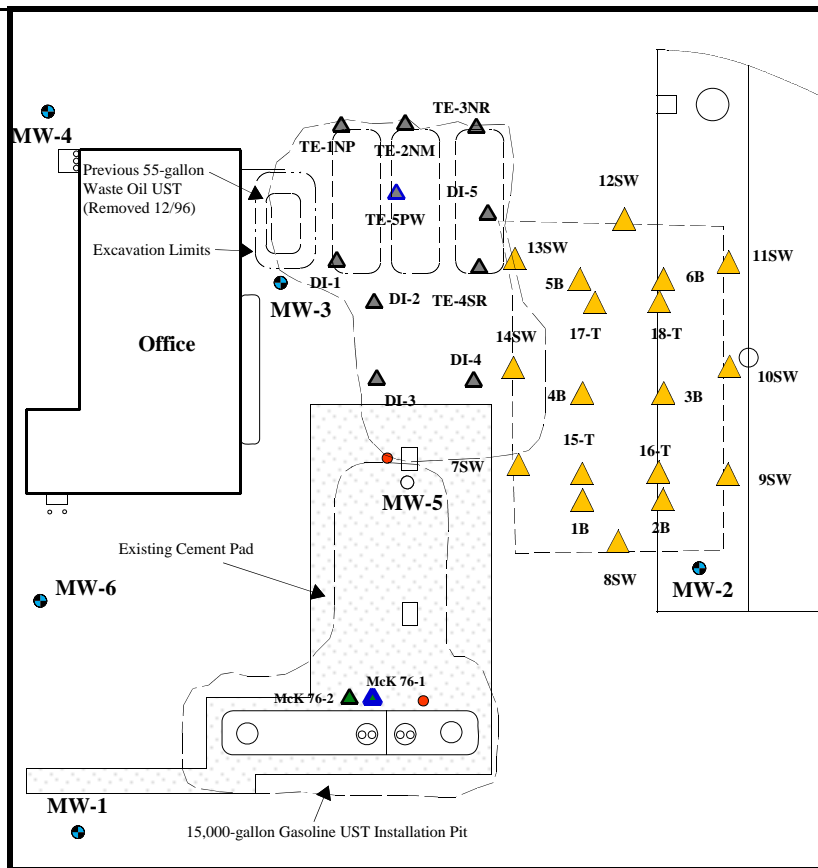 TE-3NR
MW-4
TE-1NP
TE-2NM
Previous 55-gallon
Waste Oil UST
(Removed 12/96)
DI-5
12SW
TE-5PW
Excavation Limits
13SW
11SW
DI-1
5B
6B
MW-3
DI-2
TE-4SR
17-T
18-T
Office
14SW
DI-4
10SW
DI-3
4B
3B
15-T
16-T
7SW
9SW
MW-5
1B
2B
Existing Cement Pad
8SW
MW-2
MW-6
McK 76-1
McK 76-2
MW-1
15,000-gallon Gasoline UST Installation Pit